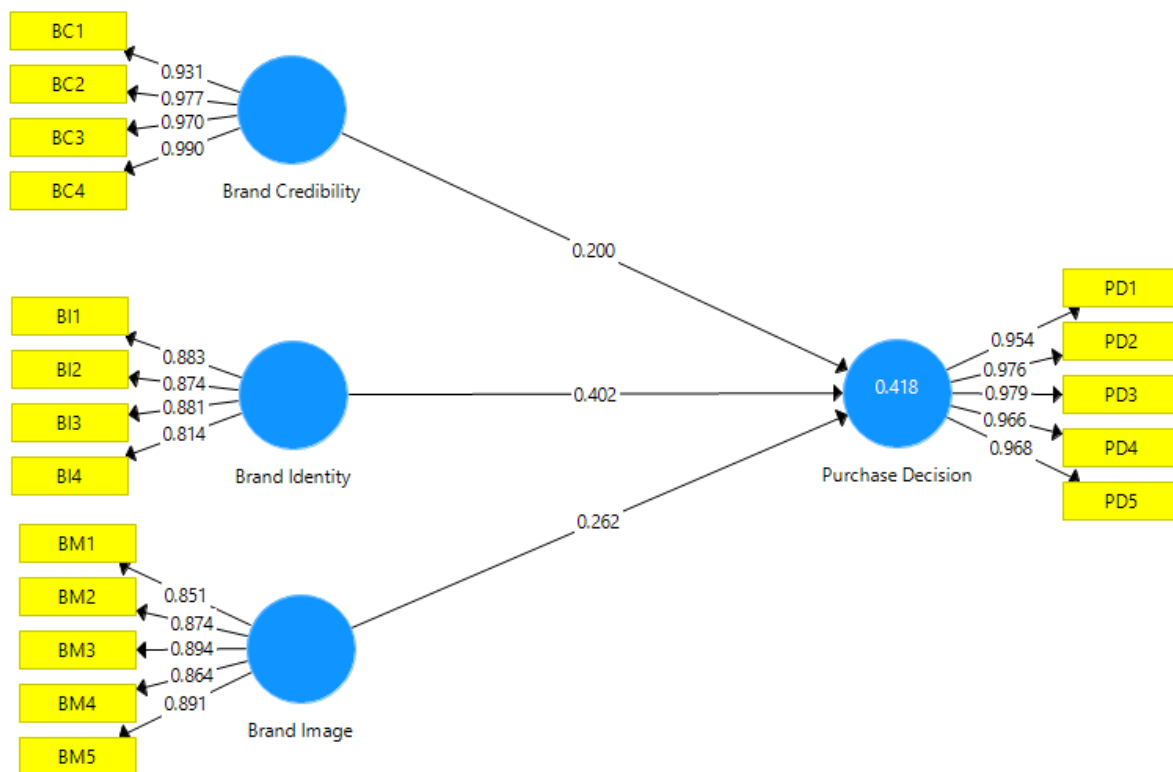 BC1
BC2
BC3
BC4
0.931
0.977
0.970
0.990
Brand Credibility
0.200
BI1
BI2
BI3
BI4
0.883
0.874
0.881
0.814
Brand Identity
0.402
BM1
BM2
BM3
BM4
BM5
0.851
0.874
0.894
0.864
0.891
Brand Image
0.262
0.418
Purchase Decision
0.954
0.976
0.979
0.966
0.968
PD1
PD2
PD3
PD4
PD5